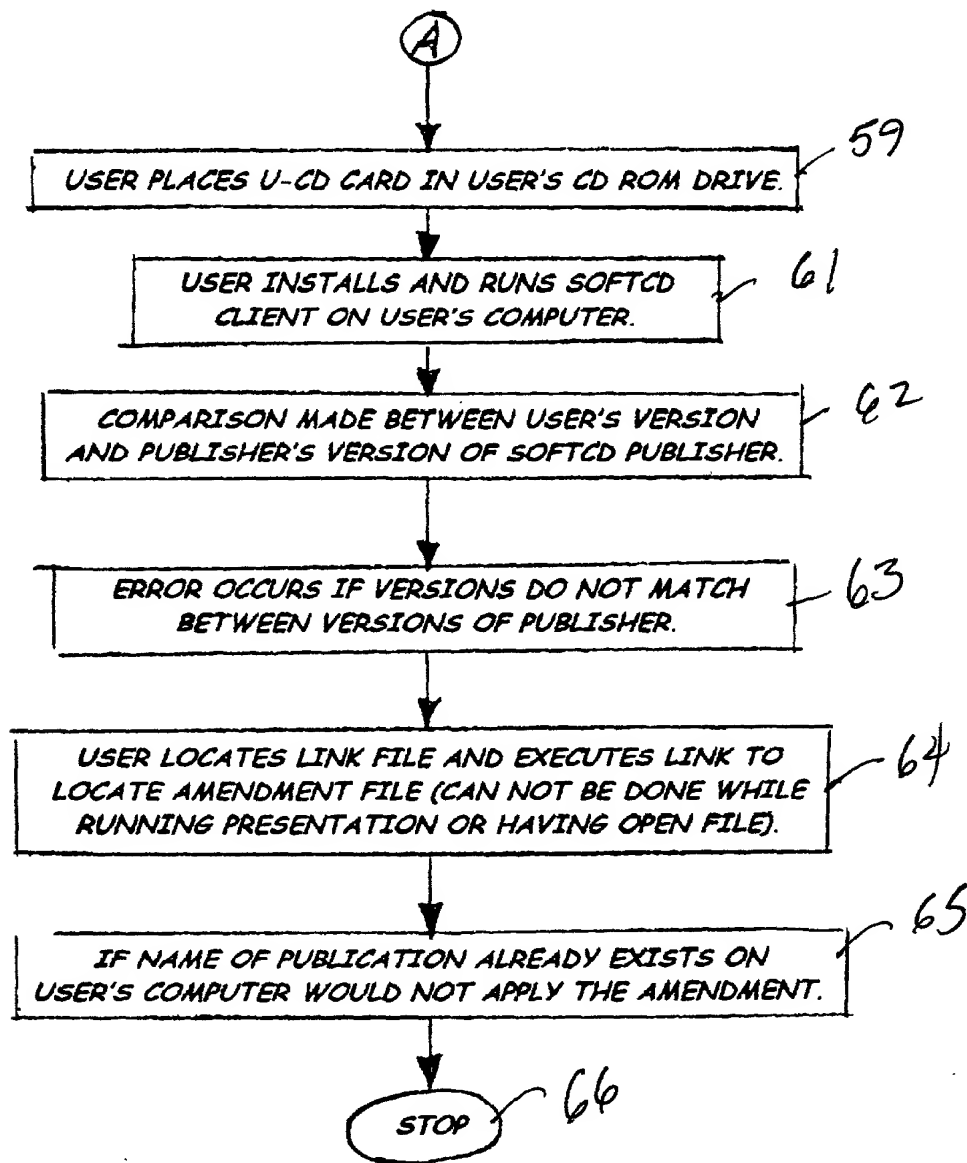 A
59
USER PLACES U-CD CARD IN USER'S CD ROM DRIVE.
61
USER INSTALLS AND RUNS SOFTCD
CLIENT ON USER'S COMPUTER.
62
COMPARISON MADE BETWEEN USER'S VERSION
AND PUBLISHER'S VERSION OF SOFTCD PUBLISHER.
63
ERROR OCCURS IF VERSIONS DO NOT MATCH
BETWEEN VERSIONS OF PUBLISHER.
64
USER LOCATES LINK FILE AND EXECUTES LINK TO
LOCATE AMENDMENT FILE (CAN NOT BE DONE WHILE
RUNNING PRESENTATION OR HAVING OPEN FILE).
65
IF NAME OF PUBLICATION ALREADY EXISTS ON
USER'S COMPUTER WOULD NOT APPLY THE AMENDMENT.
66
STOP